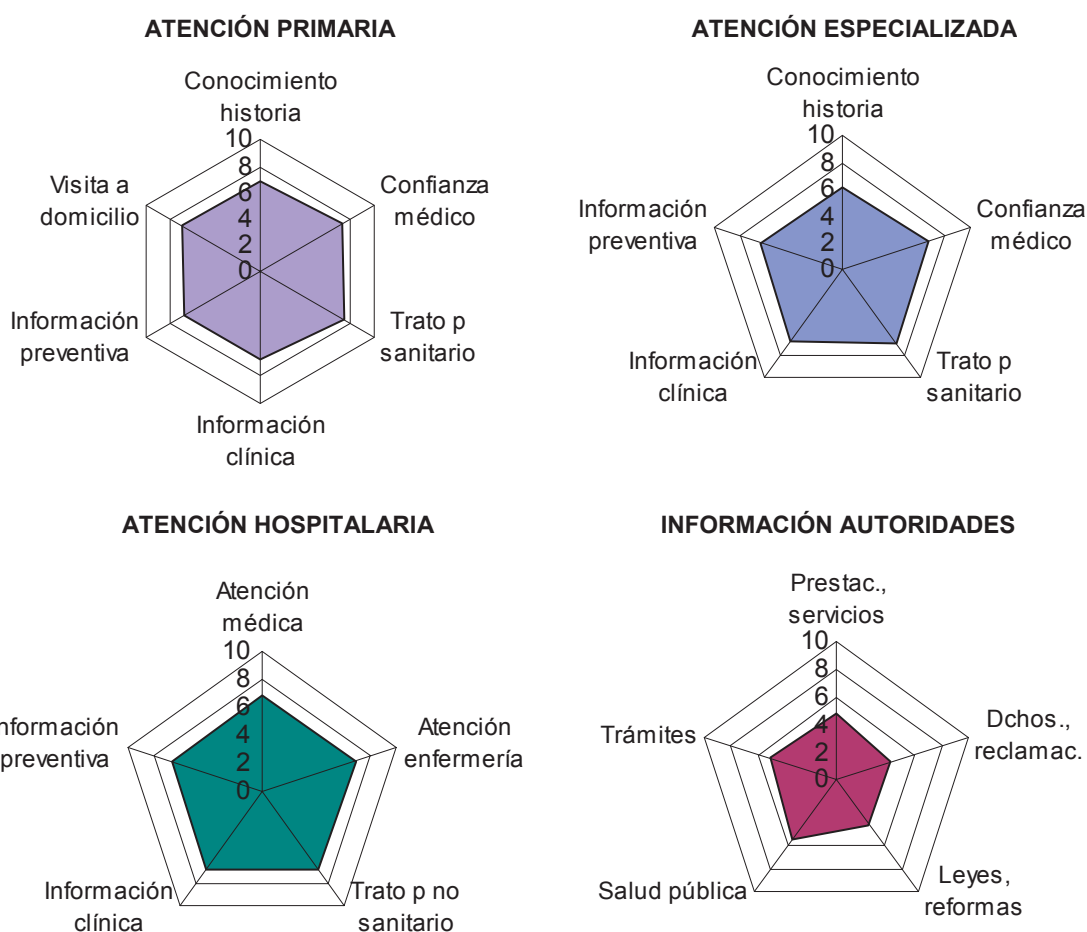 ATENCIÓN PRIMARIA
Conocimiento
historia
10
8
6
4
2
0
Confianza
médico
Trato p
sanitario
Información
clínica
Información
preventiva
Visita a
domicilio
ATENCIÓN ESPECIALIZADA
Conocimiento
historia
10
8
6
4
2
0
Confianza
médico
Trato p
sanitario
Información
clínica
Información
preventiva
ATENCIÓN HOSPITALARIA
Atención
médica
10
8
6
4
2
0
Atención
enfermería
Trato p no
sanitario
Información
clínica
nformación
preventiva
INFORMACIÓN AUTORIDADES
Prestac.,
servicios
10
8
6
4
2
0
Dchos.,
reclamac.
Leyes,
reformas
Salud pública
Trámites